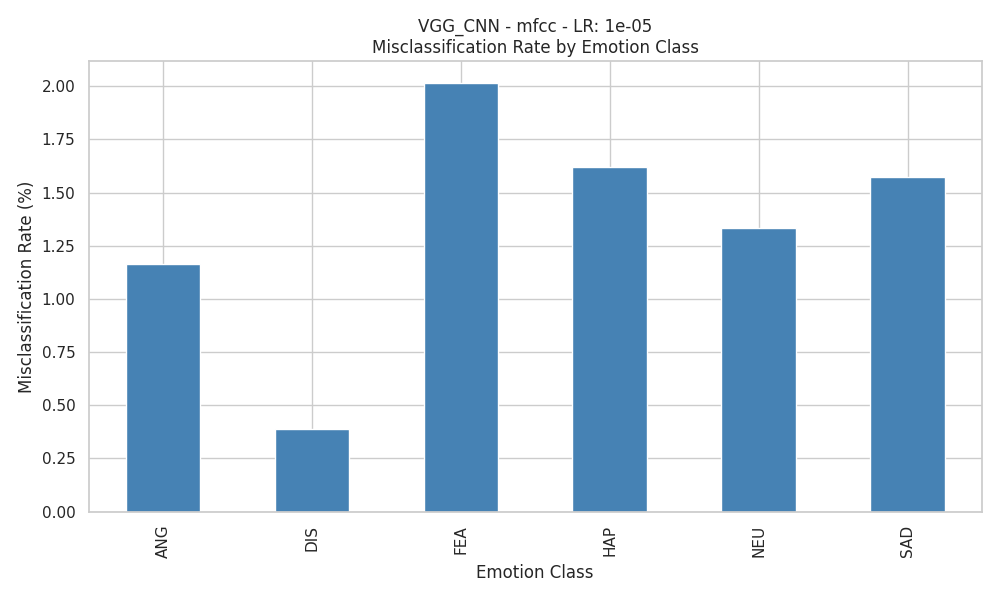 VGG_CNN - mfcc - LR: 1e-05
Misclassification Rate by Emotion Class
Misclassification Rate (%)
2.00
1.75
1.50
1.25
1.00
0.75
0.50
0.25
0.00
ANG
DIS
FEA
HAP
NEU
SAD
Emotion Class